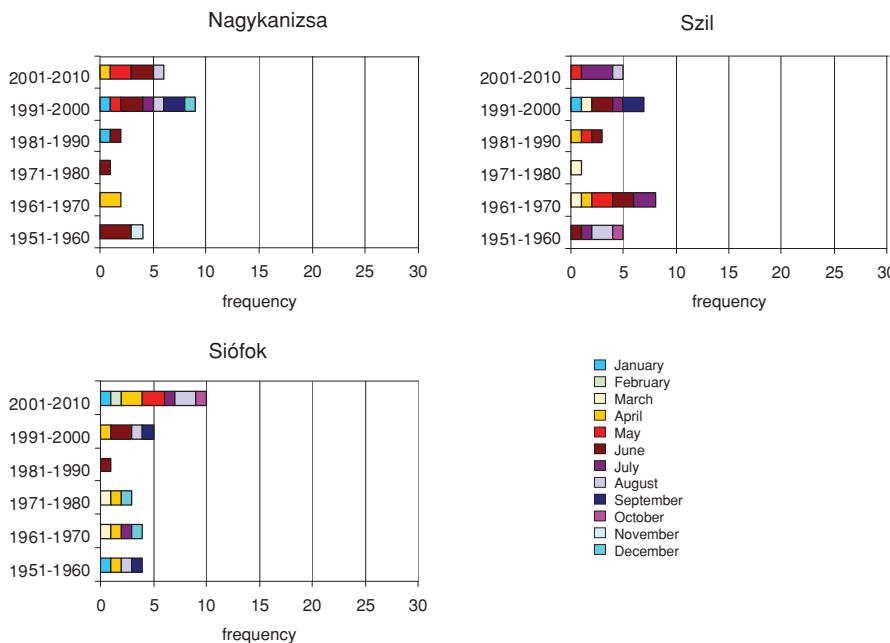 Nagykanizsa
2001-2010
1991-2000
1981-1990
1971-1980
1961-1970
1951-1960
0 5 10 15 20 25 30
frequency
Szil
2001-2010
1991-2000
1981-1990
1971-1980
1961-1970
1951-1960
0 5 10 15 20 25 30
frequency
Siófok
2001-2010
1991-2000
1981-1990
1971-1980
1961-1970
1951-1960
0 5 10 15 20 25 30
frequency
January
February
March
April
May
June
July
August
September
October
November
December